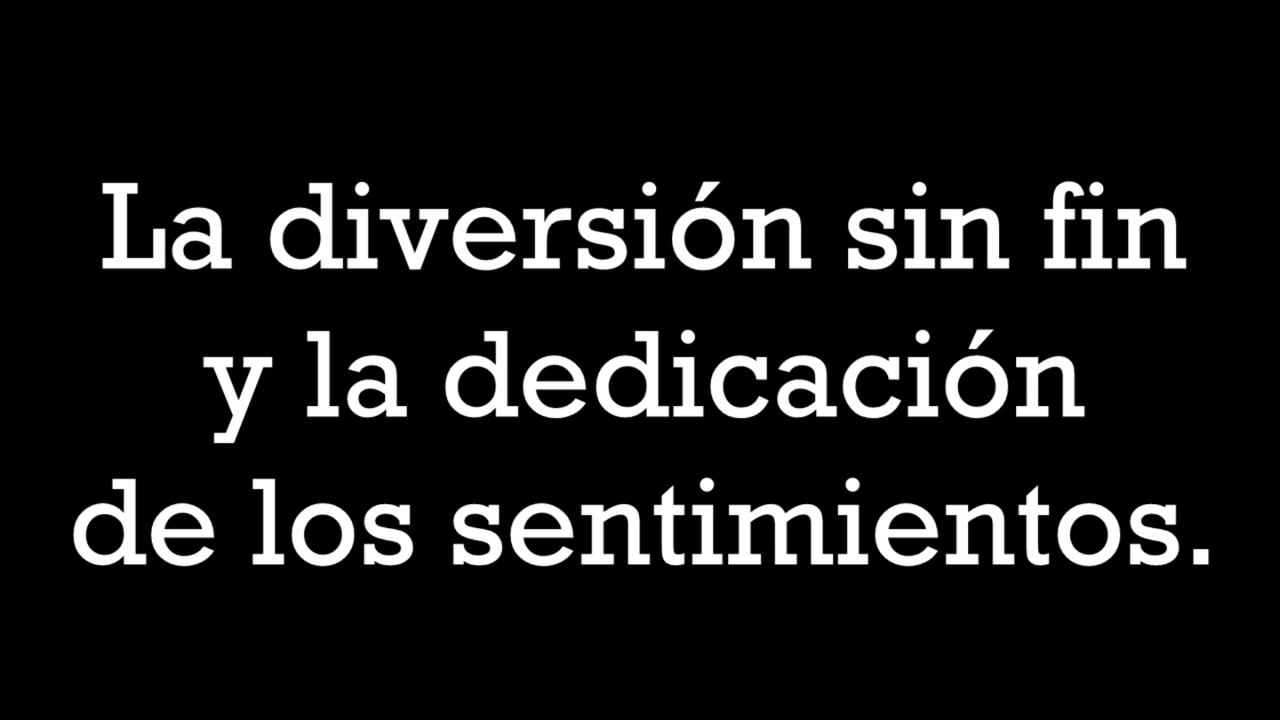 La diversión sin fin
y la dedicación
de los sentimientos.